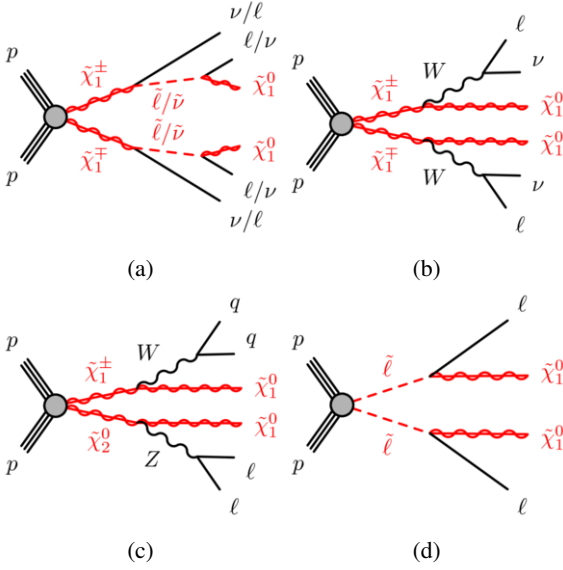 p
p
χ̃₁±
χ̃₁∓
ℓ̃/ν̃
ℓ̃/ν̃
ν/ℓ
ℓ/ν
χ̃₁⁰
χ̃₁⁰
ℓ/ν
ν/ℓ
(a)
p
p
χ̃₁±
χ̃₁∓
W
W
ℓ
ν
χ̃₁⁰
χ̃₁⁰
ν
ℓ
(b)
p
p
χ̃₁±
χ̃₂⁰
W
Z
q
q
χ̃₁⁰
χ̃₁⁰
ℓ
ℓ
(c)
p
p
ℓ̃
ℓ̃
ℓ
χ̃₁⁰
χ̃₁⁰
ℓ
(d)